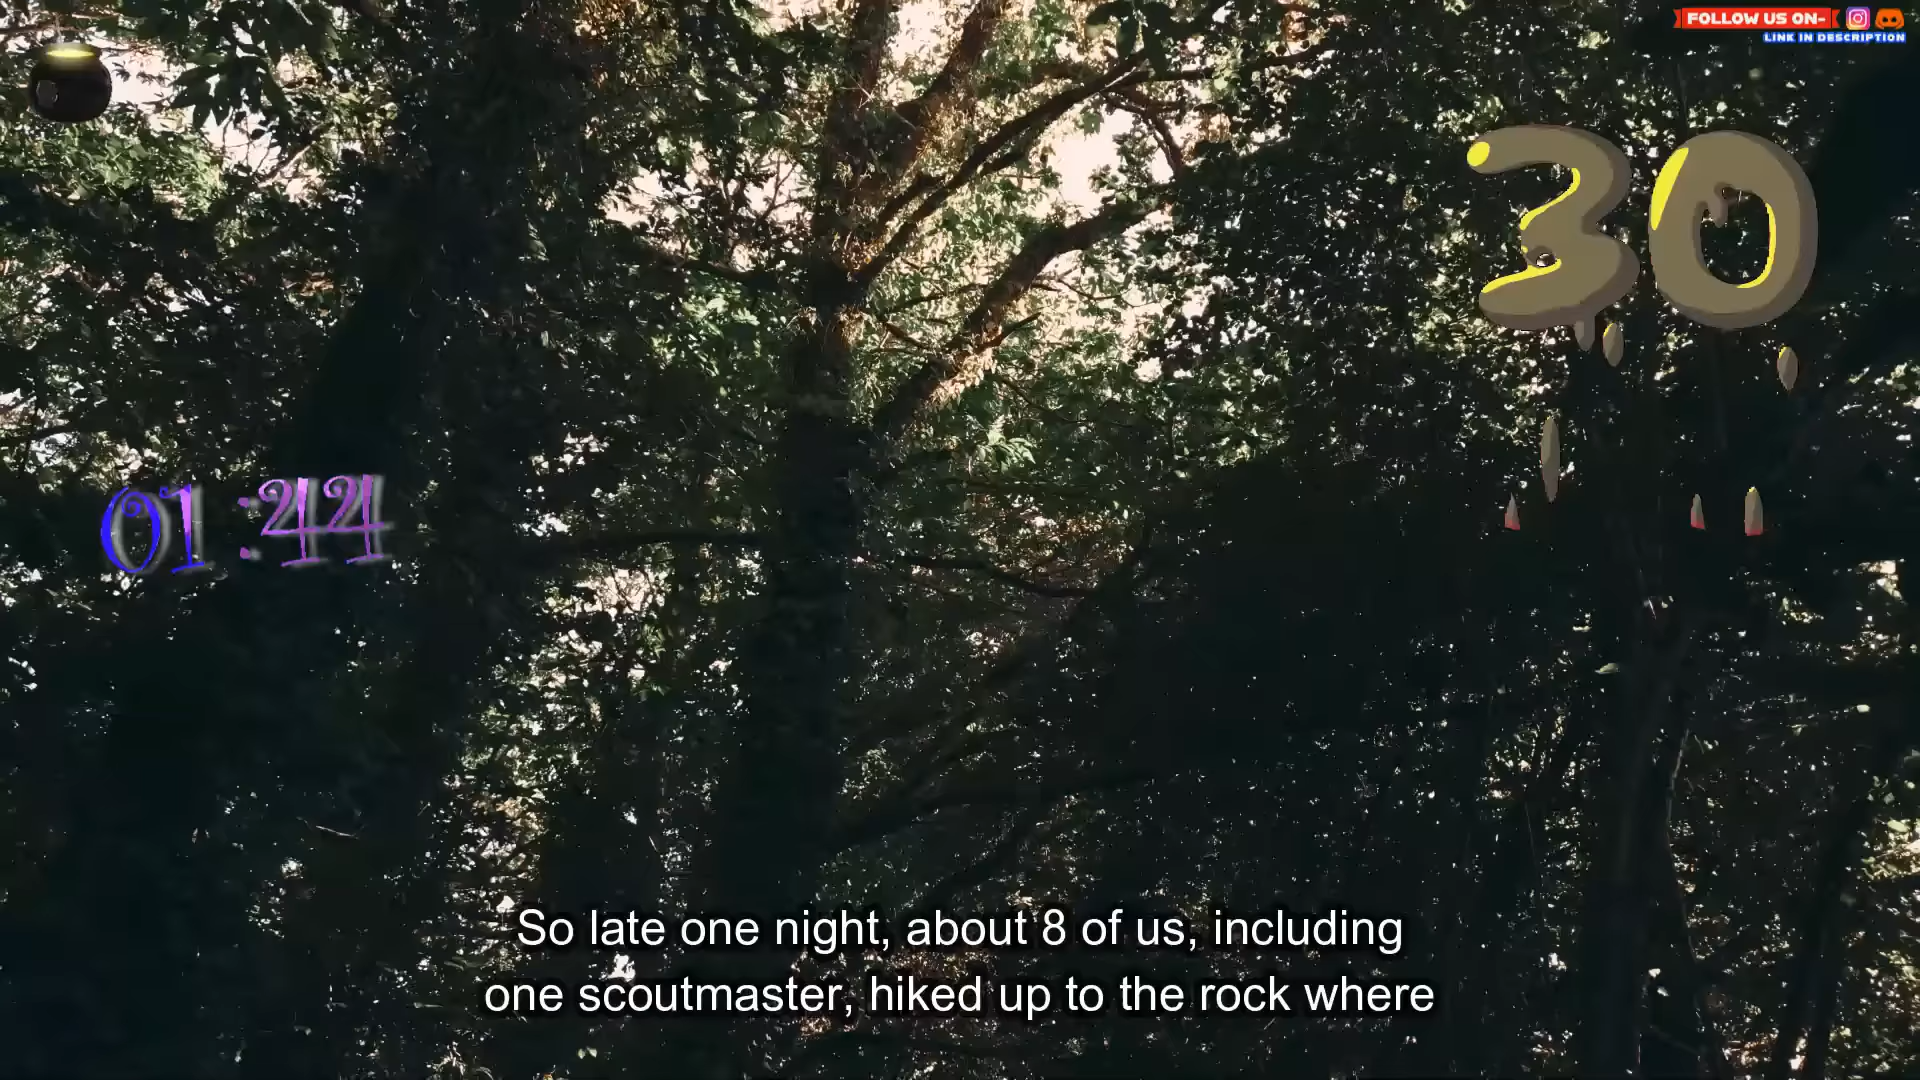 FOLLOW US ON-
LINK IN DESCRIPTION
30
01:44
So late one night, about 8 of us, including
one scoutmaster, hiked up to the rock where